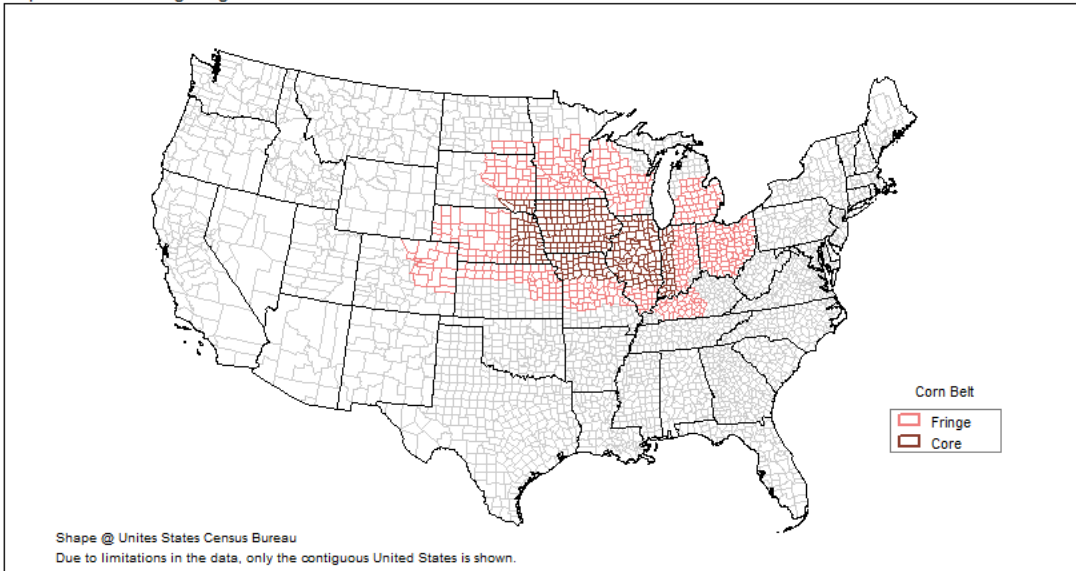 Corn Belt
Fringe
Core
Shape @ Unites States Census Bureau
Due to limitations in the data, only the contiguous United States is shown.